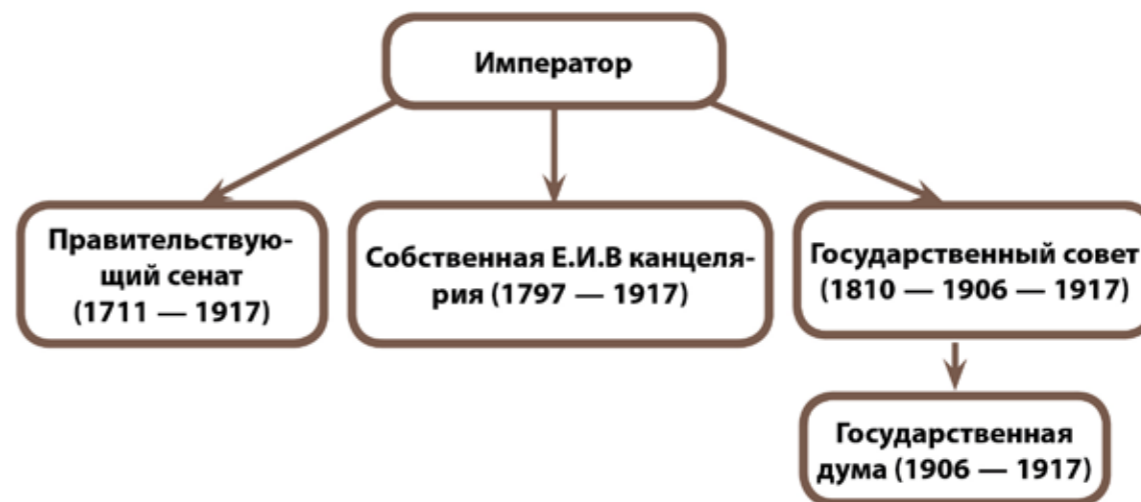 Император
Правительствую-
щий сенат
(1711 — 1917)
Собственная Е.И.В канцеля-
рия (1797 — 1917)
Государственный совет
(1810 — 1906 — 1917)
Государственная
дума (1906 — 1917)